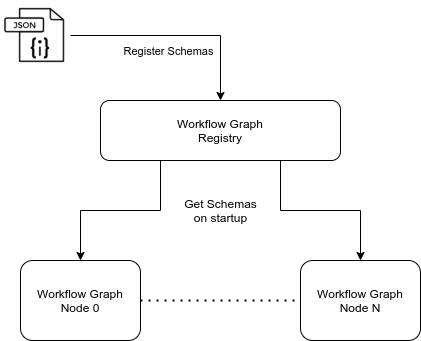 JSON
{i}
Register Schemas
Workflow Graph
Registry
Get Schemas
on startup
Workflow Graph
Node 0
Workflow Graph
Node N